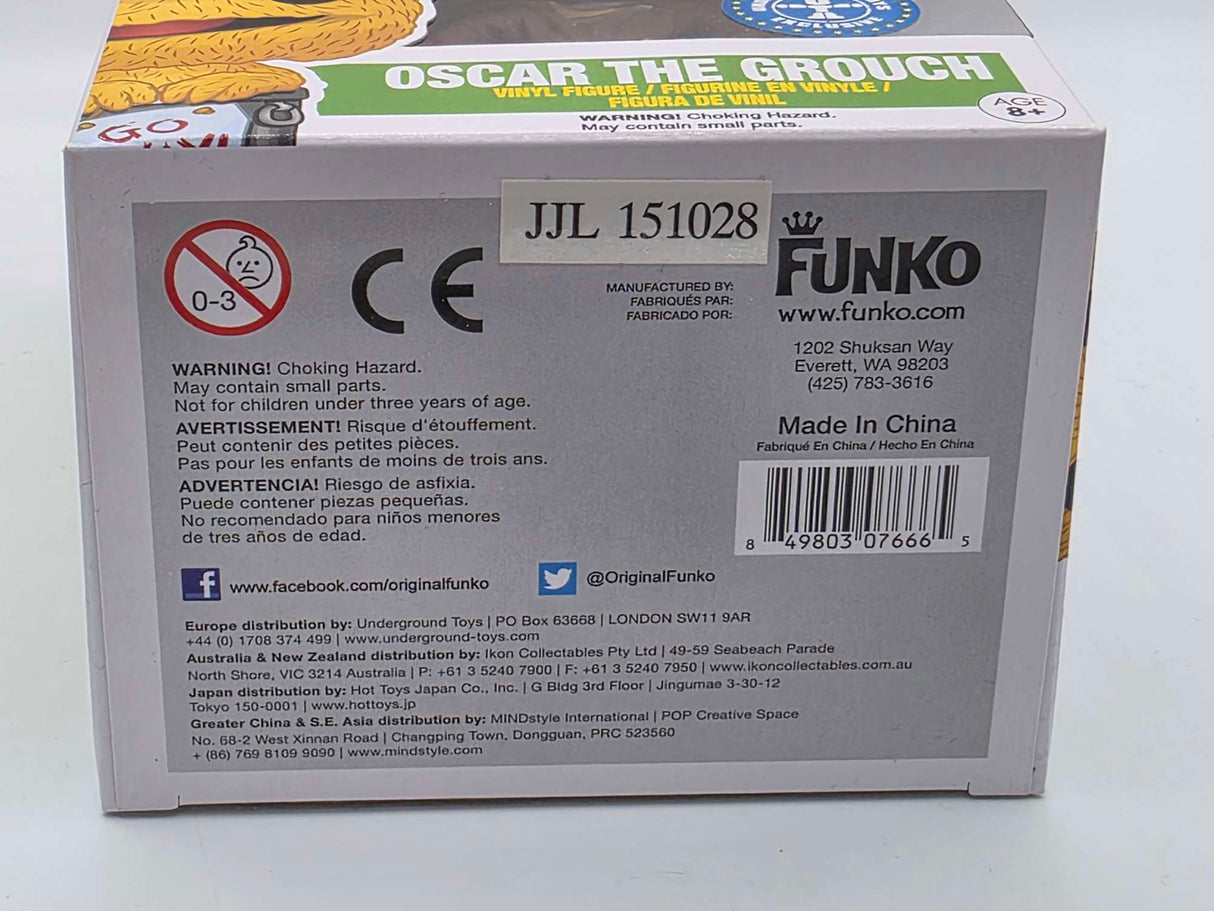 EXCLUSIVE
OSCAR THE GROUCH
VINYL FIGURE / FIGURINE EN VINYLE /
FIGURA DE VINIL
WARNING! Choking Hazard.
May contain small parts.
AGE
8+
GO
JJL 151028
0-3
CE
MANUFACTURED BY:
FABRIQUÉS PAR:
FABRICADO POR:
FUNKO
www.funko.com
1202 Shuksan Way
Everett, WA 98203
(425) 783-3616
Made In China
Fabriqué En China / Hecho En China
8 49803 07666 5
WARNING! Choking Hazard.
May contain small parts.
Not for children under three years of age.
AVERTISSEMENT! Risque d'étouffement.
Peut contenir des petites pièces.
Pas pour les enfants de moins de trois ans.
ADVERTENCIA! Riesgo de asfixia.
Puede contener piezas pequeñas.
No recomendado para niños menores
de tres años de edad.
f www.facebook.com/originalfunko
@OriginalFunko
Europe distribution by: Underground Toys | PO Box 63668 | LONDON SW11 9AR
+44 (0) 1708 374 499 | www.underground-toys.com
Australia & New Zealand distribution by: Ikon Collectables Pty Ltd | 49-59 Seabeach Parade
North Shore, VIC 3214 Australia | P: +61 3 5240 7900 | F: +61 3 5240 7950 | www.ikoncollectables.com.au
Japan distribution by: Hot Toys Japan Co., Inc. | G Bldg 3rd Floor | Jingumae 3-30-12
Tokyo 150-0001 | www.hottoys.jp
Greater China & S.E. Asia distribution by: MINDstyle International | POP Creative Space
No. 68-2 West Xinnan Road | Changping Town, Dongguan, PRC 523560
+ (86) 769 8109 9090 | www.mindstyle.com